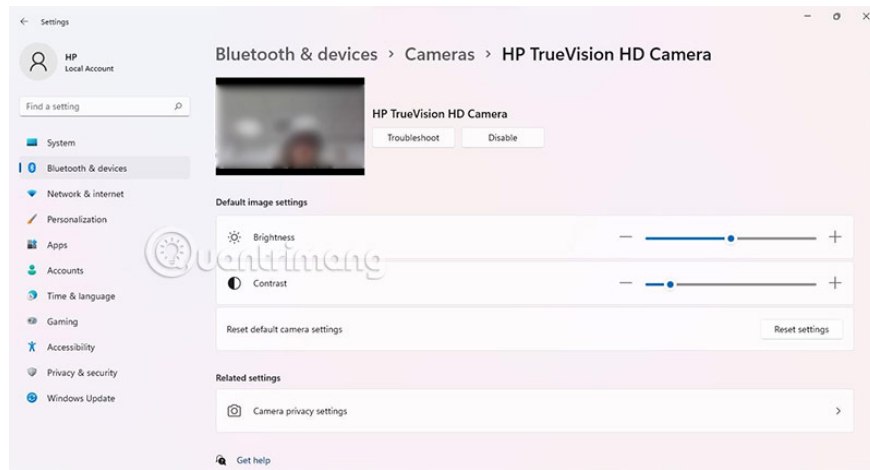 Settings
HP
Local Account
Find a setting
System
Bluetooth & devices
Network & internet
Personalization
Apps
Accounts
Time & language
Gaming
Accessibility
Privacy & security
Windows Update
Bluetooth & devices > Cameras > HP TrueVision HD Camera
HP TrueVision HD Camera
Troubleshoot
Disable
Default image settings
Brightness
Contrast
Reset default camera settings
Reset settings
Related settings
Camera privacy settings
Get help
Quantrimang